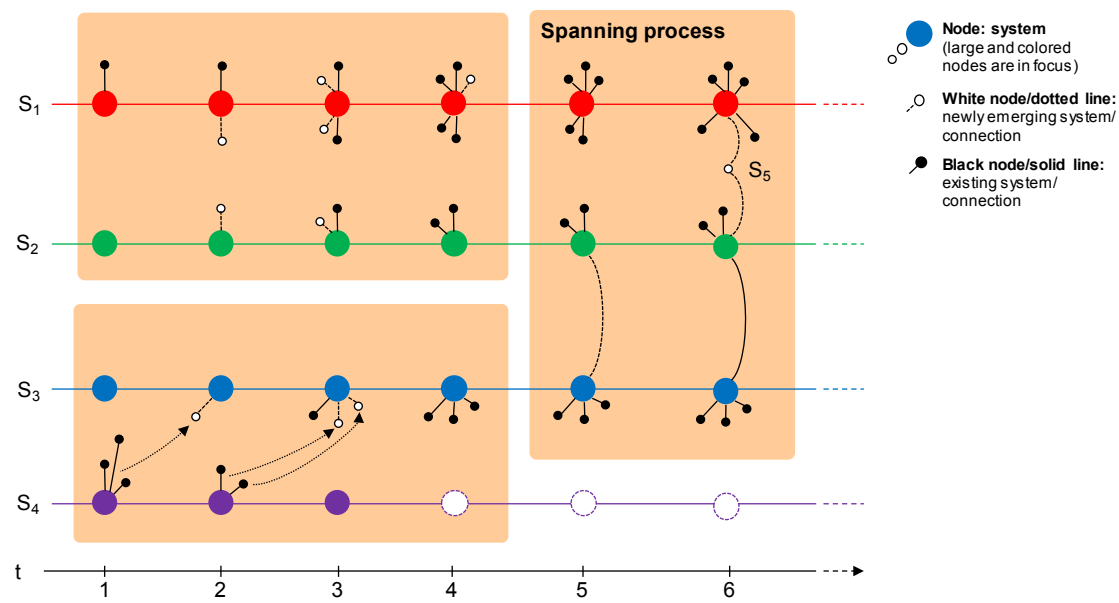 Spanning process
S1
S2
S5
S3
S4
t
1 2 3 4 5 6
Node: system
(large and colored
nodes are in focus)
White node/dotted line:
newly emerging system/
connection
Black node/solid line:
existing system/
connection